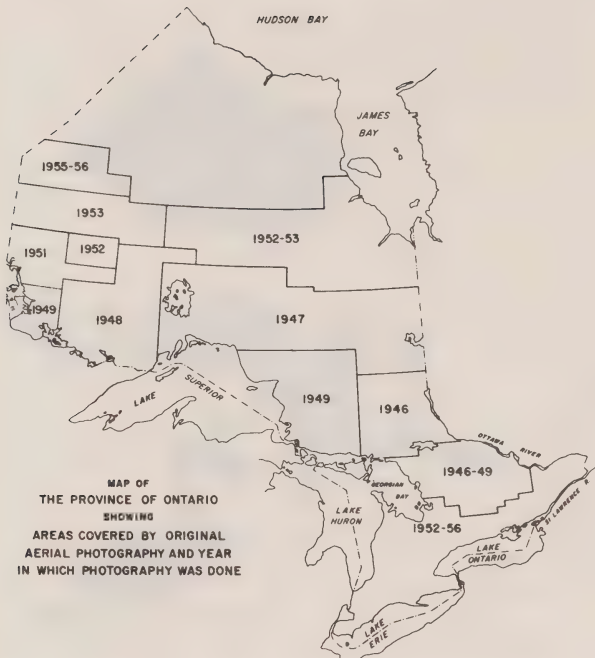 HUDSON BAY
JAMES
BAY
1955-56
1953
1952-53
1951
1952
1949
1948
1947
LAKE
SUPERIOR
1949
1946
OTTAWA RIVER
1946-49
GEORGIAN
BAY
ST. LAWRENCE R.
LAKE
HURON
1952-56
LAKE
ONTARIO
LAKE
ERIE
MAP OF
THE PROVINCE OF ONTARIO
SHOWING
AREAS COVERED BY ORIGINAL
AERIAL PHOTOGRAPHY AND YEAR
IN WHICH PHOTOGRAPHY WAS DONE